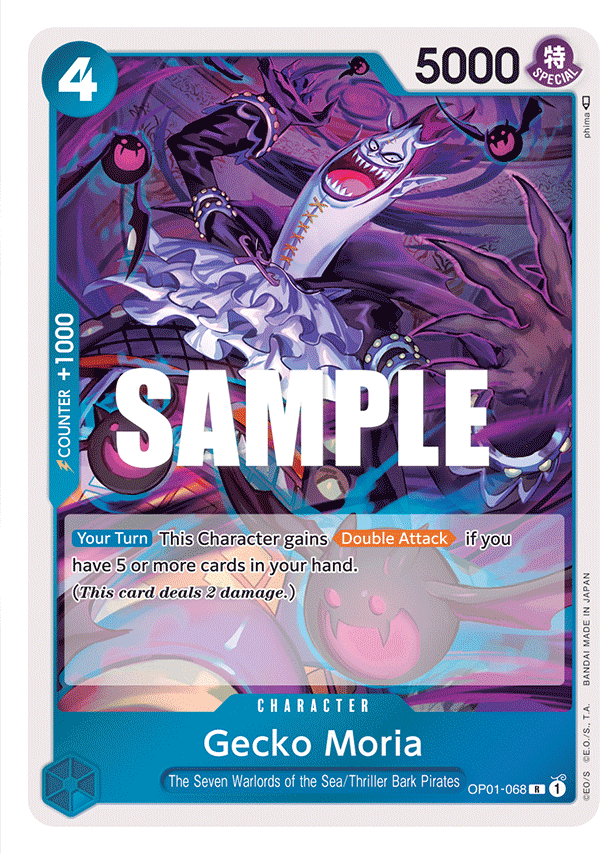 4
5000
特
SPECIAL
phima
COUNTER +1000
SAMPLE
Your Turn This Character gains Double Attack if you
have 5 or more cards in your hand.
(This card deals 2 damage.)
CHARACTER
Gecko Moria
The Seven Warlords of the Sea/Thriller Bark Pirates
OP01-068 R 1
©E.O/S ©E.O./S., T.A. BANDAI MADE IN JAPAN